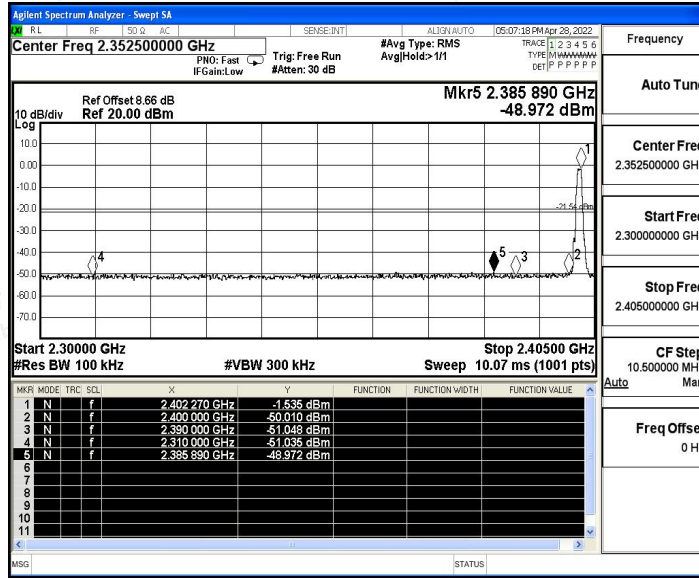 Agilent Spectrum Analyzer - Swept SA
LXI RL RF 50 Ω AC SENSE:INT ALIGN AUTO 05:07:18 PM Apr 28, 2022
Center Freq 2.352500000 GHz
PNO: Fast
IFGain:Low
Trig: Free Run
#Atten: 30 dB
#Avg Type: RMS
Avg|Hold:> 1/1
TRACE 1 2 3 4 5 6
TYPE M W W W W W
DET P P P P P P
Mkr5 2.385 890 GHz
-48.972 dBm
Ref Offset 8.66 dB
10 dB/div Ref 20.00 dBm
Log
10.0
0.00
-10.0
-20.0
-30.0
-40.0
-50.0
-60.0
-70.0
1
-21.54 dBm
4
5
3
2
Start 2.30000 GHz Stop 2.40500 GHz
#Res BW 100 kHz #VBW 300 kHz Sweep 10.07 ms (1001 pts)
MKR MODE TRC SCL X Y FUNCTION FUNCTION WIDTH FUNCTION VALUE
1 N f 2.402 270 GHz -1.535 dBm
2 N f 2.400 000 GHz -50.010 dBm
3 N f 2.390 000 GHz -51.048 dBm
4 N f 2.310 000 GHz -51.035 dBm
5 N f 2.385 890 GHz -48.972 dBm
6
7
8
9
10
11
MSG STATUS
Frequency
Auto Tun
Center Fre
2.352500000 GH
Start Fre
2.300000000 GH
Stop Fre
2.405000000 GH
CF Step
10.500000 MH
Auto Ma
Freq Offse
0 H